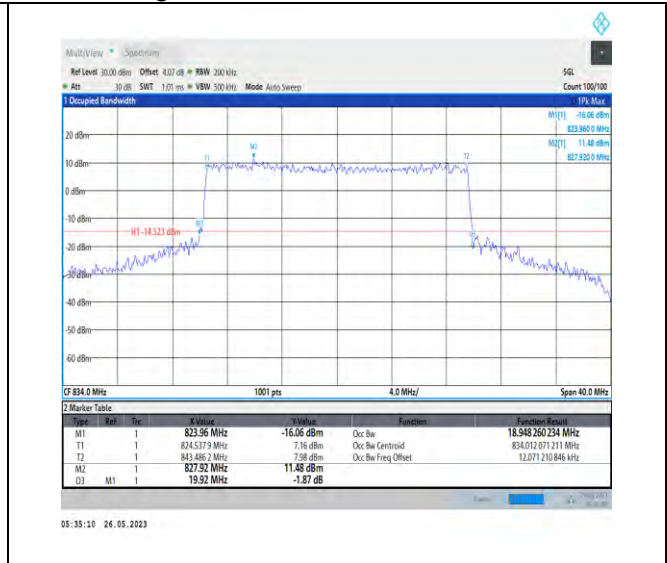 MultiView Spectrum
Ref Level 30.00 dBm Offset 4.07 dB RBW 200 kHz SGL
Att 30 dB SWT 1.01 ms VBW 500 kHz Mode Auto Sweep Count 100/100
1 Occupied Bandwidth 1Pk Max
M1[1] -16.06 dBm
823.960 0 MHz
M2[1] 11.48 dBm
827.920 0 MHz
20 dBm
M2
T1
T2
10 dBm
0 dBm
-10 dBm
M1
H1 -14.523 dBm
-20 dBm
-30 dBm
-40 dBm
-50 dBm
-60 dBm
CF 834.0 MHz 1001 pts 4.0 MHz/ Span 40.0 MHz
2 Marker Table
Type Ref Trc X-Value Y-Value Function Function Result
M1 1 823.96 MHz -16.06 dBm Occ Bw 18.948 260 234 MHz
T1 1 824.537 9 MHz 7.16 dBm Occ Bw Centroid 834.012 071 211 MHz
T2 1 843.486 2 MHz 7.98 dBm Occ Bw Freq Offset 12.071 210 846 kHz
M2 1 827.92 MHz 11.48 dBm
D3 M1 1 19.92 MHz -1.87 dB
05:35:10 26.05.2023